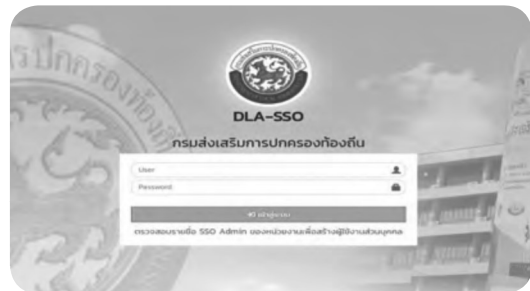 DLA-SSO
กรมส่งเสริมการปกครองท้องถิ่น
User
Password
เข้าสู่ระบบ
ตรวจสอบรายชื่อ SSO Admin ของหน่วยงานเพื่อสร้างผู้ใช้งานส่วนบุคคล